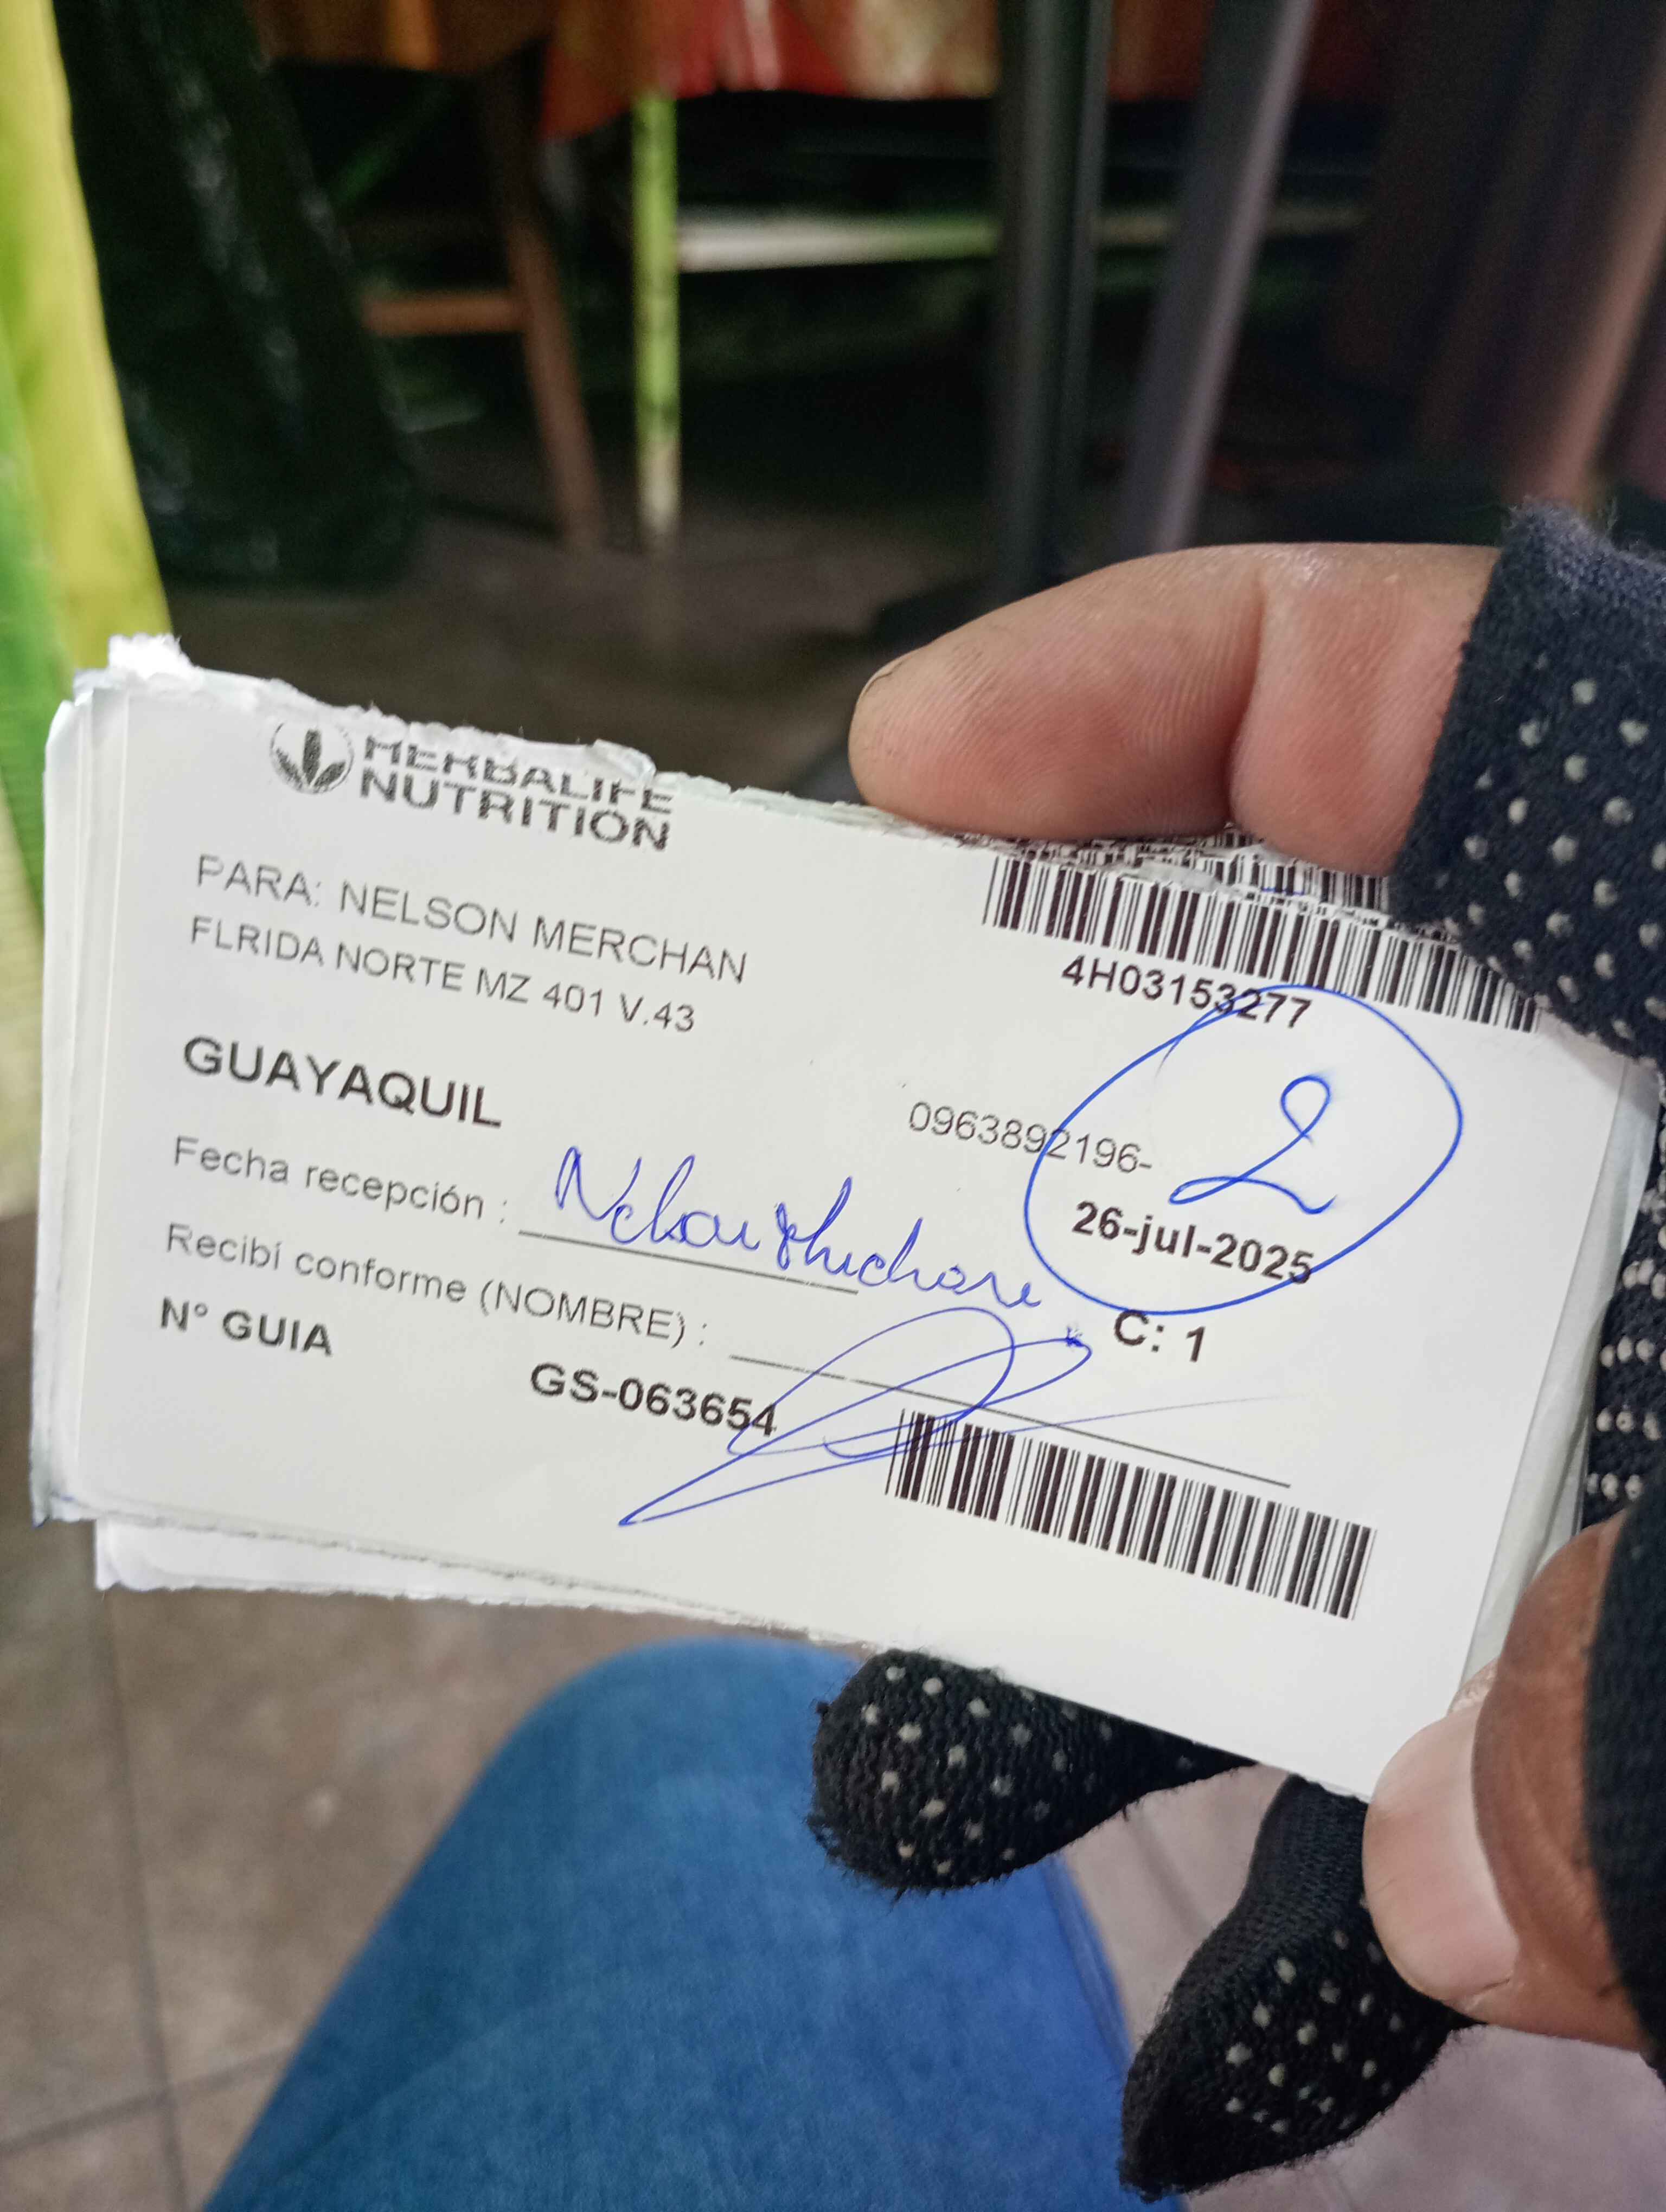 HERBALIFE
NUTRITION
4H03153277
PARA: NELSON MERCHAN
FLRIDA NORTE MZ 401 V.43
GUAYAQUIL
0963892196-
2
26-jul-2025
Fecha recepción :
Recibí conforme (NOMBRE) :
C: 1
N° GUIA
GS-063654